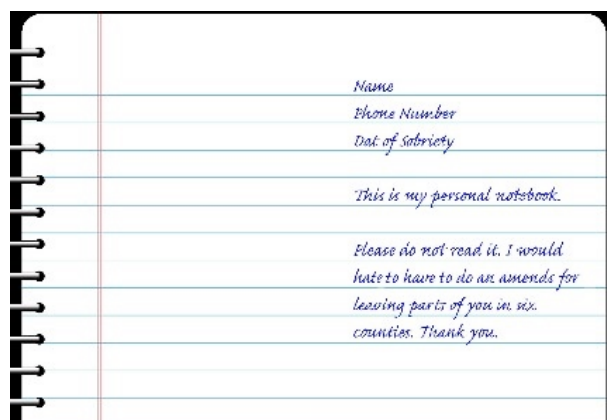 Name
Phone Number
Dat of Sobriety
This is my personal notebook.
Please do not read it. I would
hate to have to do an amends for
leaving parts of you in six
counties. Thank you.